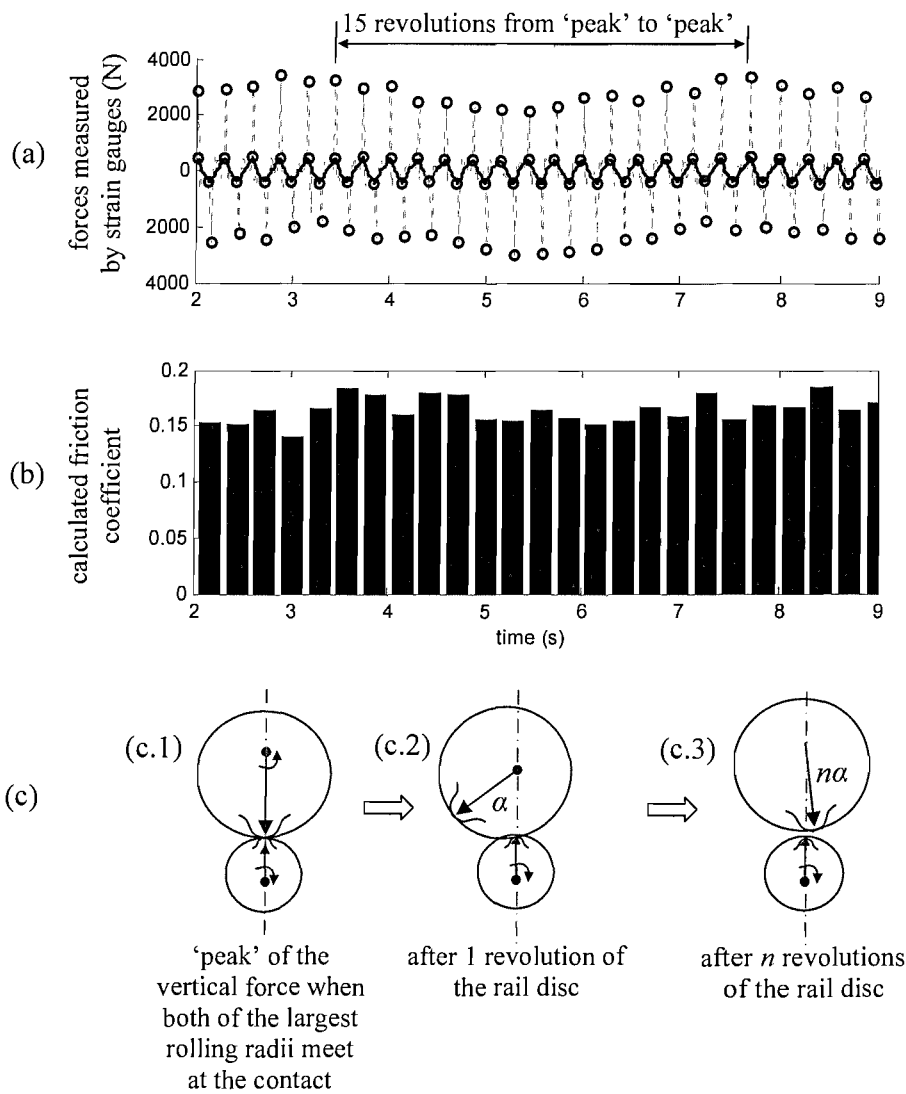 15 revolutions from ‘peak’ to ‘peak’
(a)
forces measured
by strain gauges (N)
4000
2000
0
2000
4000
2
3
4
5
6
7
8
9
(b)
calculated friction
coefficient
0.2
0.15
0.1
0.05
0
2
3
4
5
6
7
8
9
time (s)
(c)
(c.1)
(c.2)
α
(c.3)
nα
‘peak’ of the
vertical force when
both of the largest
rolling radii meet
at the contact
after 1 revolution of
the rail disc
after n revolutions
of the rail disc